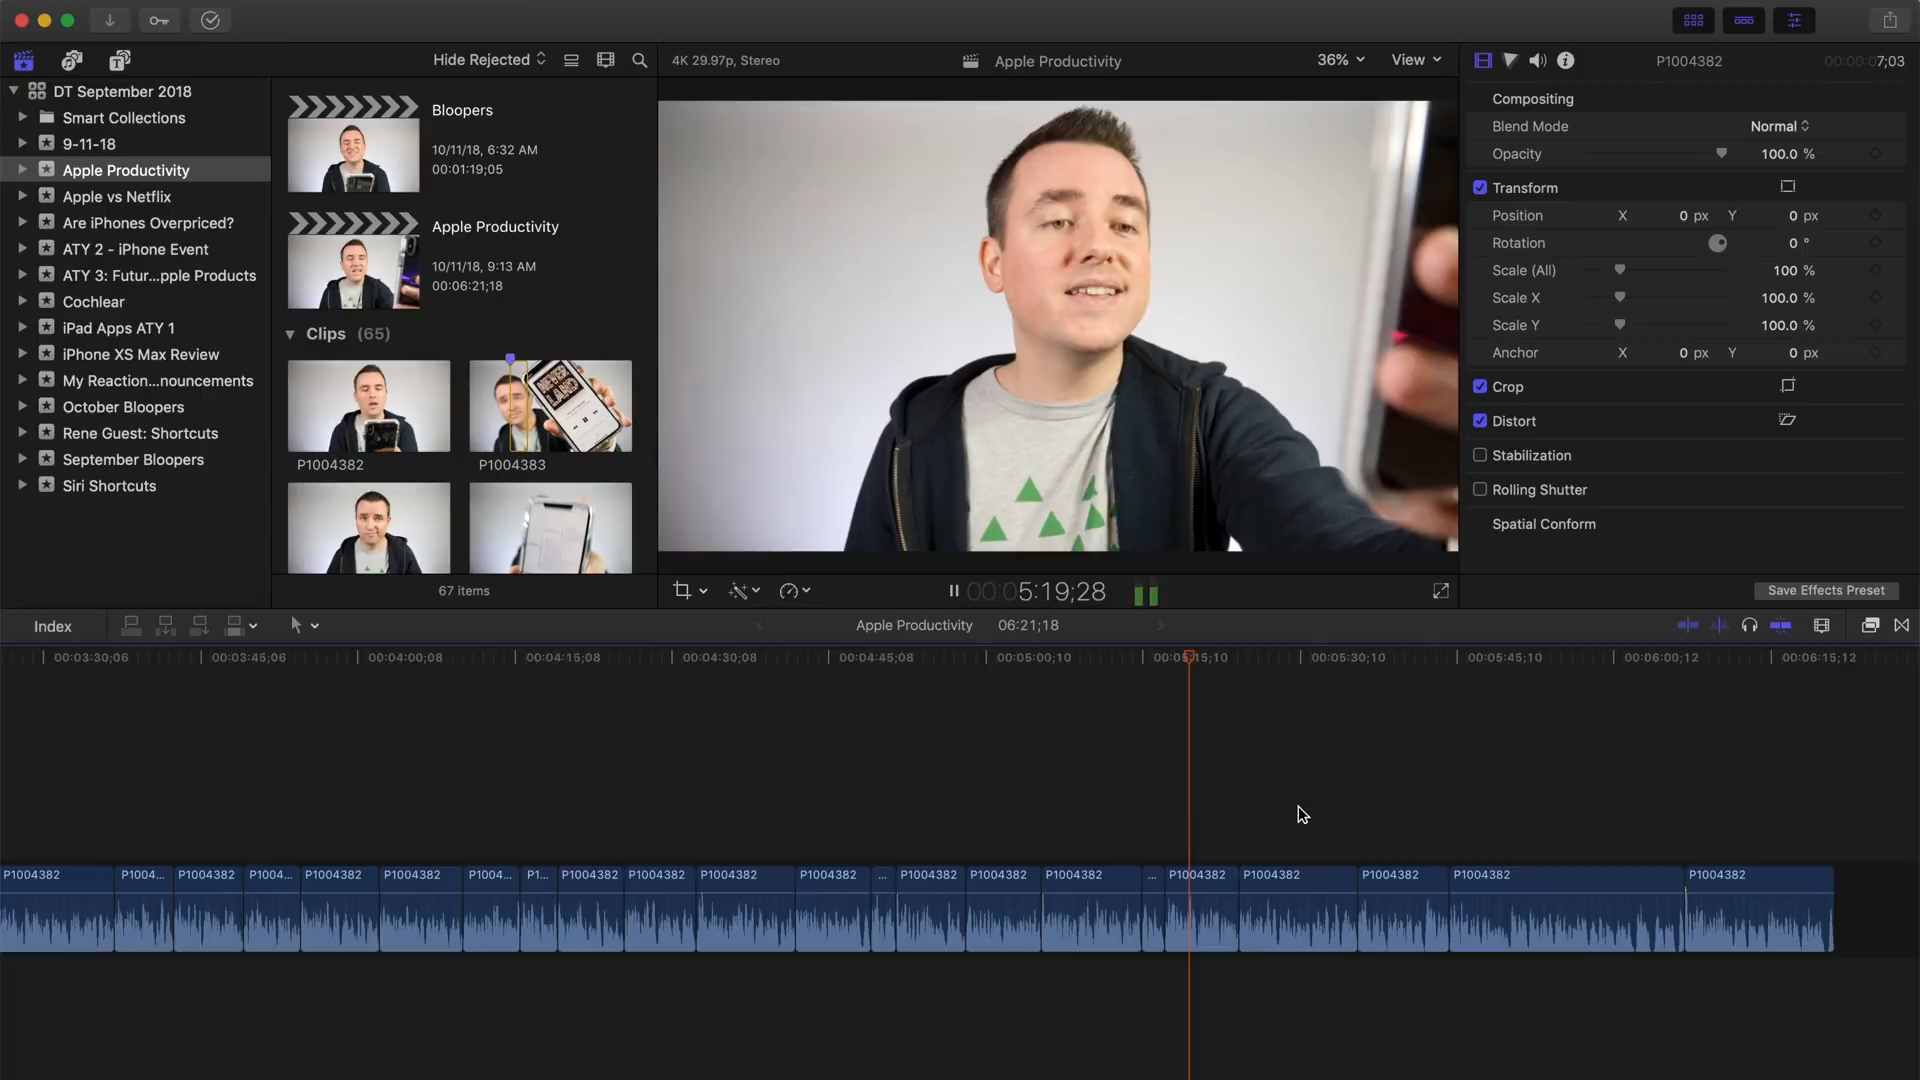 Hide Rejected
4K 29.97p, Stereo
Apple Productivity
36%
View
P1004382
00:00:07;03
DT September 2018
Smart Collections
9-11-18
Apple Productivity
Apple vs Netflix
Are iPhones Overpriced?
ATY 2 - iPhone Event
ATY 3: Futur...pple Products
Cochlear
iPad Apps ATY 1
iPhone XS Max Review
My Reaction...nouncements
October Bloopers
Rene Guest: Shortcuts
September Bloopers
Siri Shortcuts
Bloopers
10/11/18, 6:32 AM
00:01:19;05
Apple Productivity
10/11/18, 9:13 AM
00:06:21;18
Clips (65)
NEVER LAND
P1004382
P1004383
67 items
Compositing
Blend Mode Normal
Opacity 100.0 %
Transform
Position X 0 px Y 0 px
Rotation 0 °
Scale (All) 100 %
Scale X 100.0 %
Scale Y 100.0 %
Anchor X 0 px Y 0 px
Crop
Distort
Stabilization
Rolling Shutter
Spatial Conform
Save Effects Preset
00:05:19;28
Index
Apple Productivity 06:21;18
00:03:30;06 00:03:45;06 00:04:00;08 00:04:15;08 00:04:30;08 00:04:45;08 00:05:00;10 00:05:15;10 00:05:30;10 00:05:45;10 00:06:00;12 00:06:15;12
P1004382 P1004... P1004382 P1004... P1004382 P1004382 P1004... P1... P1004382 P1004382 P1004382 P1004382 ... P1004382 P1004382 P1004382 ... P1004382 P1004382 P1004382 P1004382 P1004382